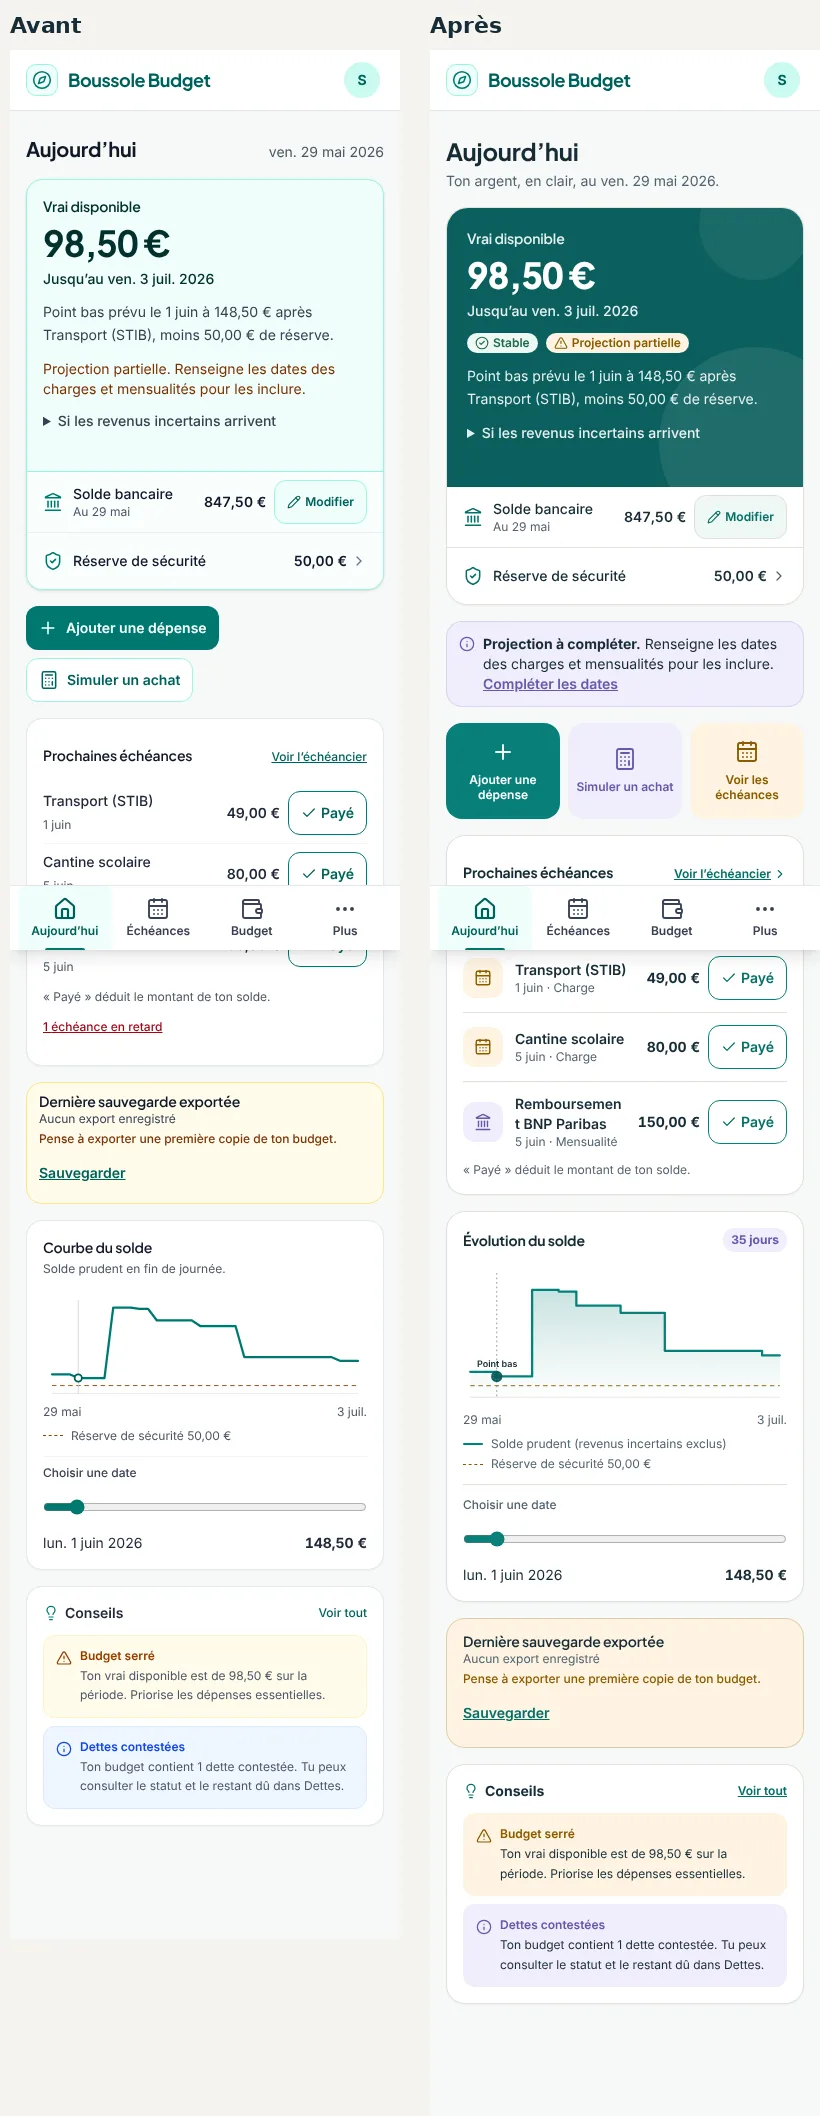 Avant
Boussole Budget
S
Aujourd’hui
ven. 29 mai 2026
Vrai disponible
98,50 €
Jusqu’au ven. 3 juil. 2026
Point bas prévu le 1 juin à 148,50 € après
Transport (STIB), moins 50,00 € de réserve.
Projection partielle. Renseigne les dates des
charges et mensualités pour les inclure.
Si les revenus incertains arrivent
Solde bancaire
Au 29 mai
847,50 €
Modifier
Réserve de sécurité
50,00 €
Ajouter une dépense
Simuler un achat
Prochaines échéances
Voir l’échéancier
Transport (STIB)
1 juin
49,00 €
Payé
Cantine scolaire
80,00 €
Payé
Aujourd’hui
Échéances
Budget
Plus
5 juin
« Payé » déduit le montant de ton solde.
1 échéance en retard
Dernière sauvegarde exportée
Aucun export enregistré
Pense à exporter une première copie de ton budget.
Sauvegarder
Courbe du solde
Solde prudent en fin de journée.
29 mai
3 juil.
Réserve de sécurité 50,00 €
Choisir une date
lun. 1 juin 2026
148,50 €
Conseils
Voir tout
Budget serré
Ton vrai disponible est de 98,50 € sur la
période. Priorise les dépenses essentielles.
Dettes contestées
Ton budget contient 1 dette contestée. Tu peux
consulter le statut et le restant dû dans Dettes.
Après
Boussole Budget
S
Aujourd’hui
Ton argent, en clair, au ven. 29 mai 2026.
Vrai disponible
98,50 €
Jusqu’au ven. 3 juil. 2026
Stable
Projection partielle
Point bas prévu le 1 juin à 148,50 € après
Transport (STIB), moins 50,00 € de réserve.
Si les revenus incertains arrivent
Solde bancaire
Au 29 mai
847,50 €
Modifier
Réserve de sécurité
50,00 €
Projection à compléter. Renseigne les dates
des charges et mensualités pour les inclure.
Compléter les dates
Ajouter une
dépense
Simuler un achat
Voir les
échéances
Prochaines échéances
Voir l’échéancier
Aujourd’hui
Échéances
Budget
Plus
Transport (STIB)
1 juin · Charge
49,00 €
Payé
Cantine scolaire
5 juin · Charge
80,00 €
Payé
Remboursemen
t BNP Paribas
5 juin · Mensualité
150,00 €
Payé
« Payé » déduit le montant de ton solde.
Évolution du solde
35 jours
Point bas
29 mai
3 juil.
Solde prudent (revenus incertains exclus)
Réserve de sécurité 50,00 €
Choisir une date
lun. 1 juin 2026
148,50 €
Dernière sauvegarde exportée
Aucun export enregistré
Pense à exporter une première copie de ton budget.
Sauvegarder
Conseils
Voir tout
Budget serré
Ton vrai disponible est de 98,50 € sur la
période. Priorise les dépenses essentielles.
Dettes contestées
Ton budget contient 1 dette contestée. Tu peux
consulter le statut et le restant dû dans Dettes.